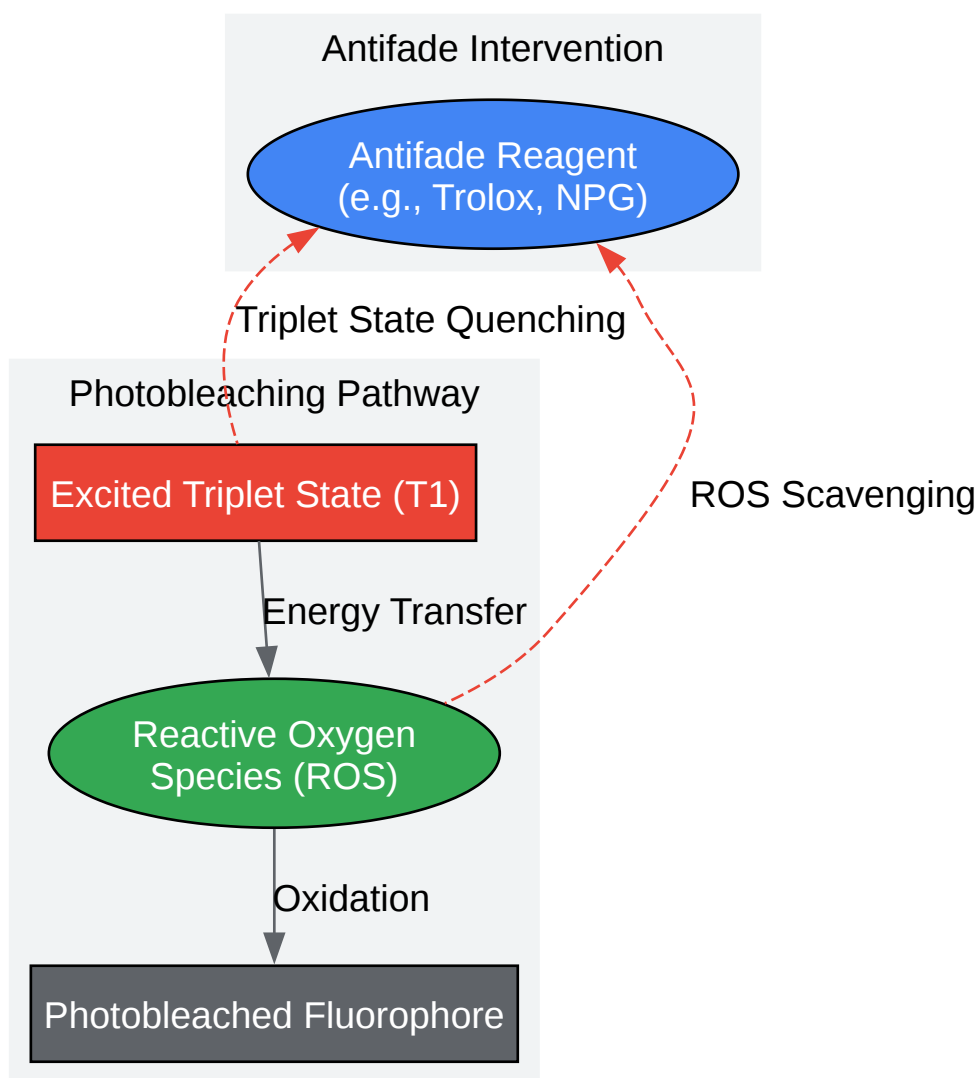 Antifade Intervention
Antifade Reagent
(e.g., Trolox, NPG)
Triplet State Quenching
Photobleaching Pathway
Excited Triplet State (T1)
ROS Scavenging
Energy Transfer
Reactive Oxygen
Species (ROS)
Oxidation
Photobleached Fluorophore